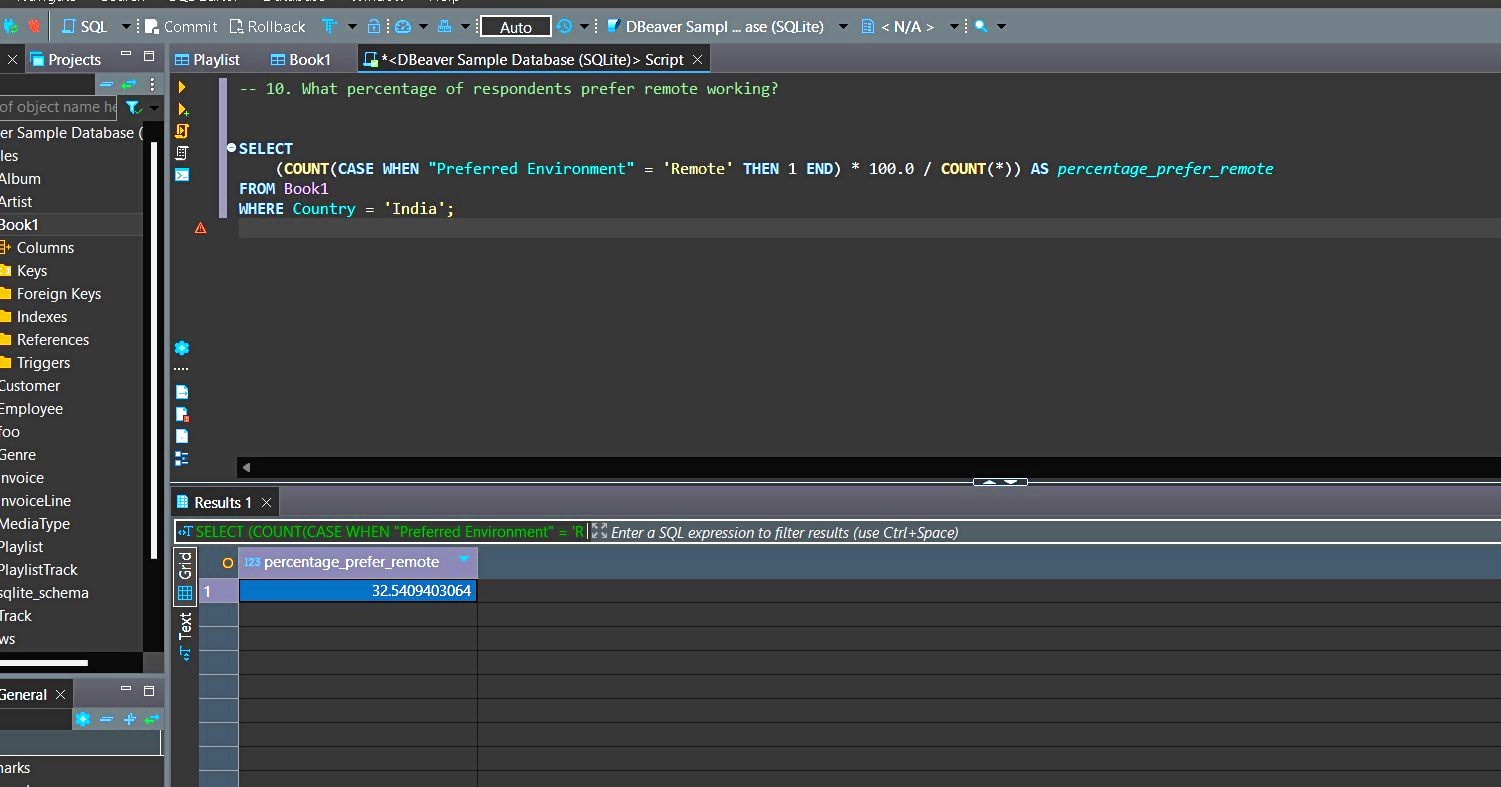 SQL Commit Rollback Auto DBeaver Sampl ... ase (SQLite) < N/A >
Projects
Playlist Book1 *<DBeaver Sample Database (SQLite)> Script
of object name he
er Sample Database (
les
Album
Artist
Book1
Columns
Keys
Foreign Keys
Indexes
References
Triggers
Customer
Employee
foo
Genre
nvoice
nvoiceLine
MediaType
Playlist
PlaylistTrack
sqlite_schema
Track
ws
General
narks
-- 10. What percentage of respondents prefer remote working?
SELECT
(COUNT(CASE WHEN "Preferred Environment" = 'Remote' THEN 1 END) * 100.0 / COUNT(*)) AS percentage_prefer_remote
FROM Book1
WHERE Country = 'India';
Results 1
SELECT (COUNT(CASE WHEN "Preferred Environment" = 'R Enter a SQL expression to filter results (use Ctrl+Space)
Grid
Text
123 percentage_prefer_remote
1 32.5409403064